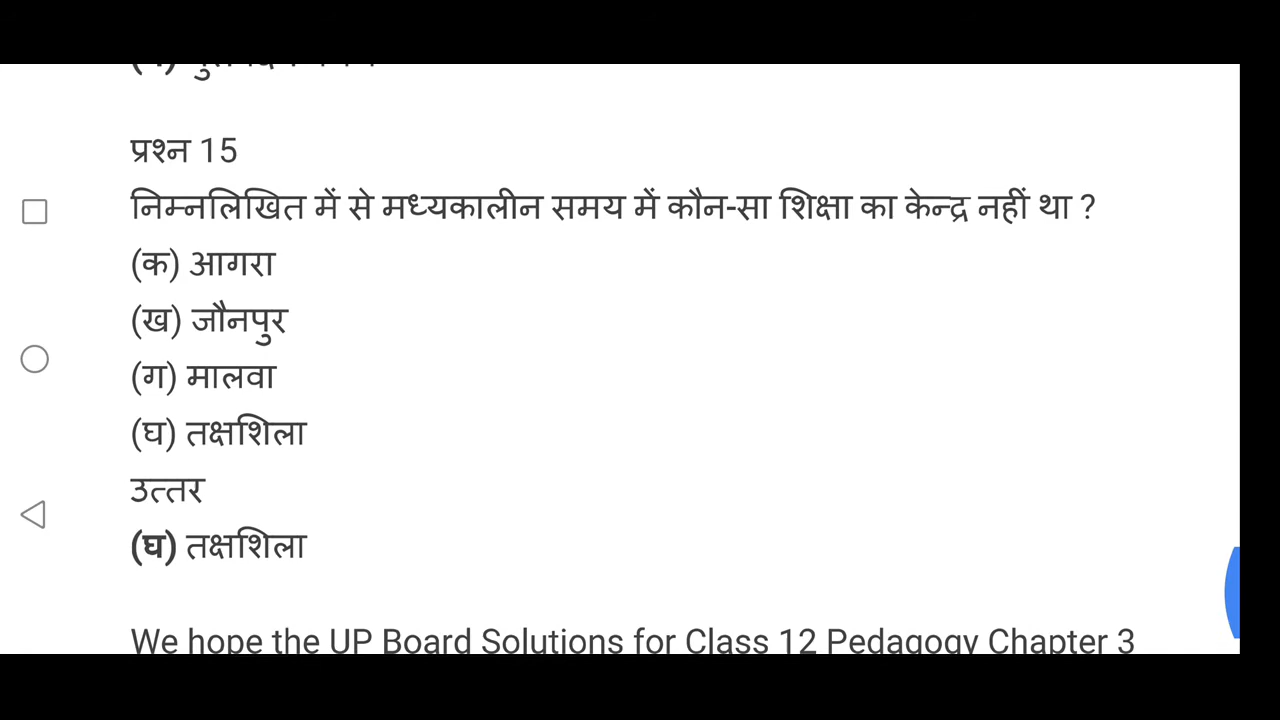 प्रश्न 15
निम्नलिखित में से मध्यकालीन समय में कौन-सा शिक्षा का केन्द्र नहीं था ?
(क) आगरा
(ख) जौनपुर
(ग) मालवा
(घ) तक्षशिला
उत्तर
(घ) तक्षशिला
We hope the UP Board Solutions for Class 12 Pedagogy Chapter 3